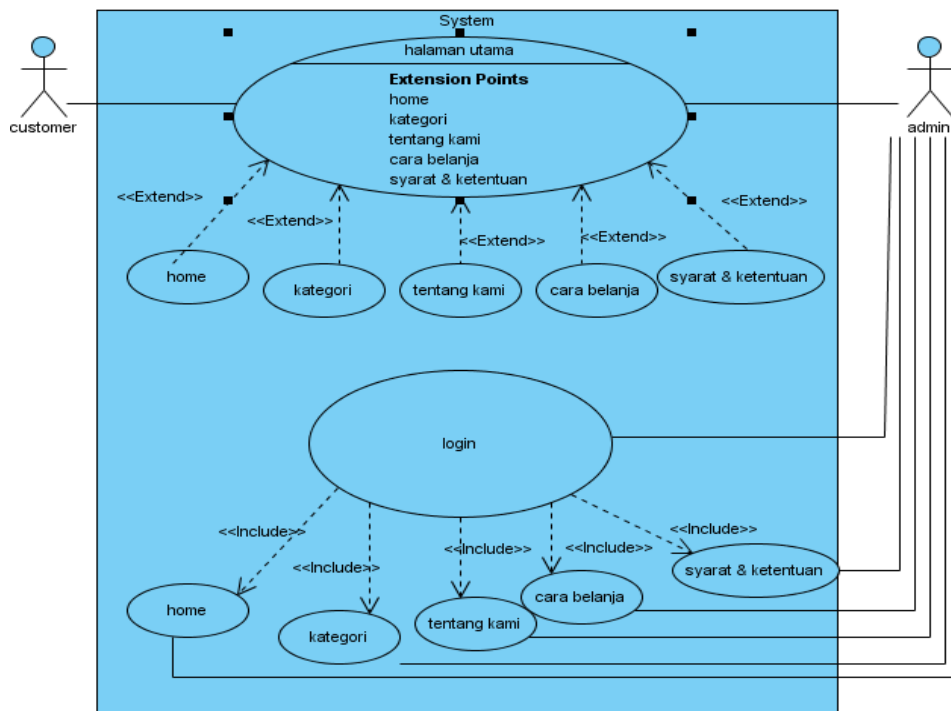 System
halaman utama
Extension Points
home
kategori
tentang kami
cara belanja
syarat & ketentuan
customer
admin
<<Extend>>
<<Extend>>
<<Extend>>
<<Extend>>
<<Extend>>
home
kategori
tentang kami
cara belanja
syarat & ketentuan
login
<<Include>>
<<Include>>
<<Include>>
<<Include>>
<<Include>>
home
kategori
tentang kami
cara belanja
syarat & ketentuan